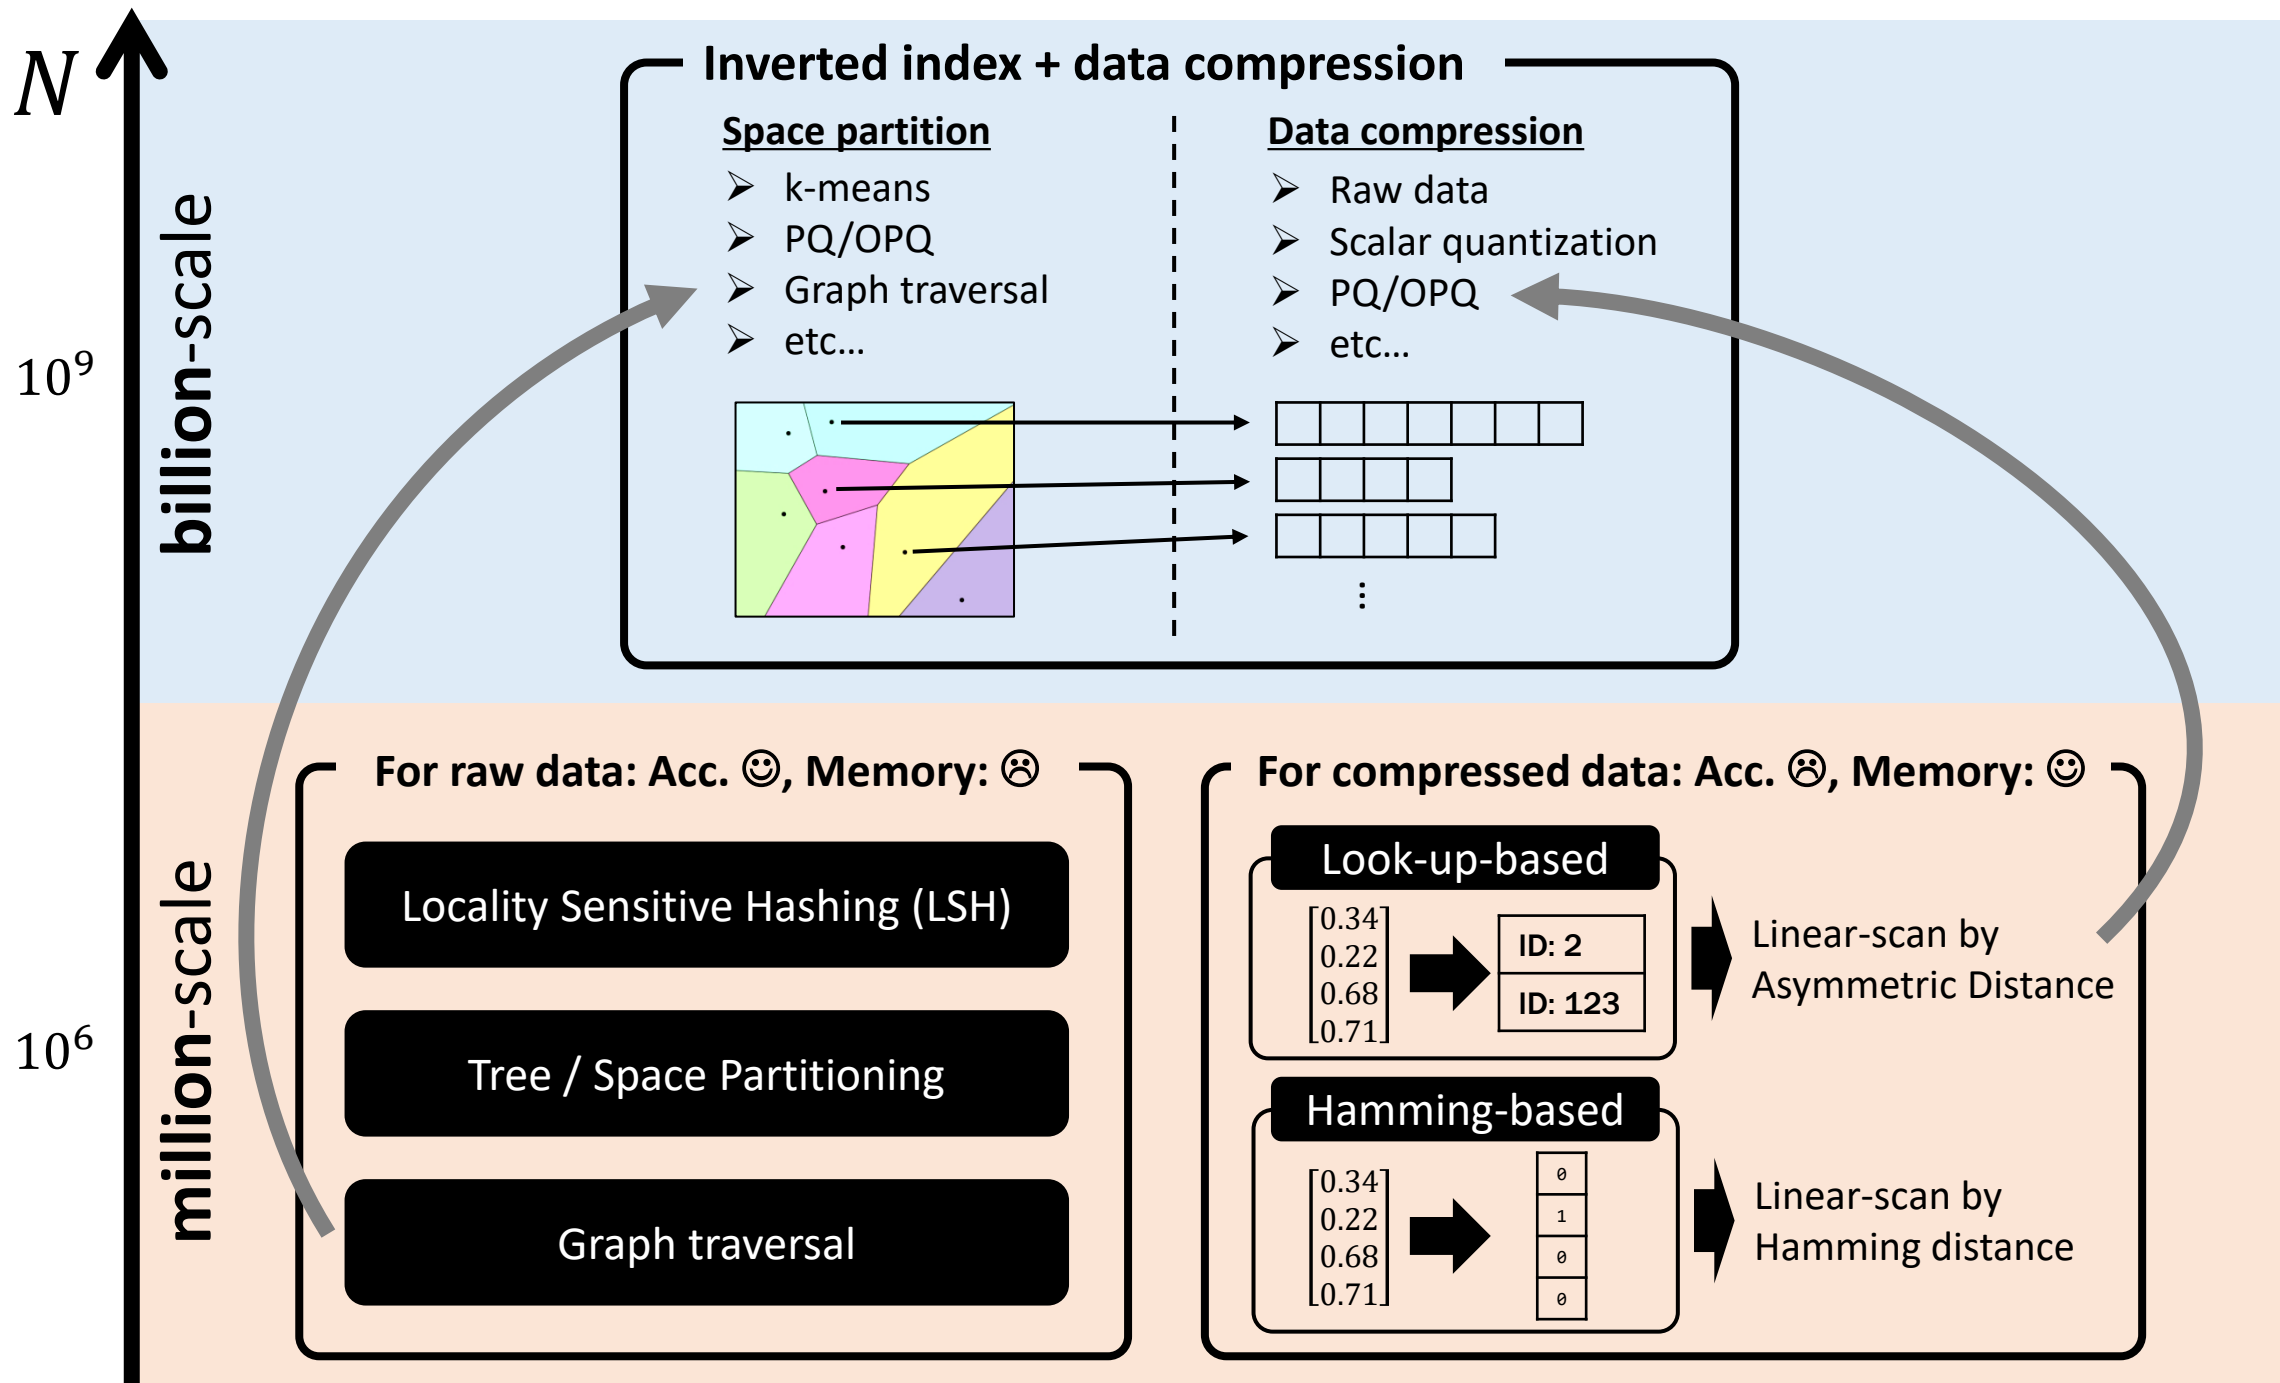 N
10⁹
10⁶
billion-scale
million-scale
Inverted index + data compression
Space partition
➢ k-means
➢ PQ/OPQ
➢ Graph traversal
➢ etc…
Data compression
➢ Raw data
➢ Scalar quantization
➢ PQ/OPQ
➢ etc…
⋮
For raw data: Acc. ☺, Memory: ☹
Locality Sensitive Hashing (LSH)
Tree / Space Partitioning
Graph traversal
For compressed data: Acc. ☹, Memory: ☺
Look-up-based
0.34
0.22
0.68
0.71
ID: 2
ID: 123
Linear-scan by
Asymmetric Distance
Hamming-based
0.34
0.22
0.68
0.71
0
1
0
0
Linear-scan by
Hamming distance